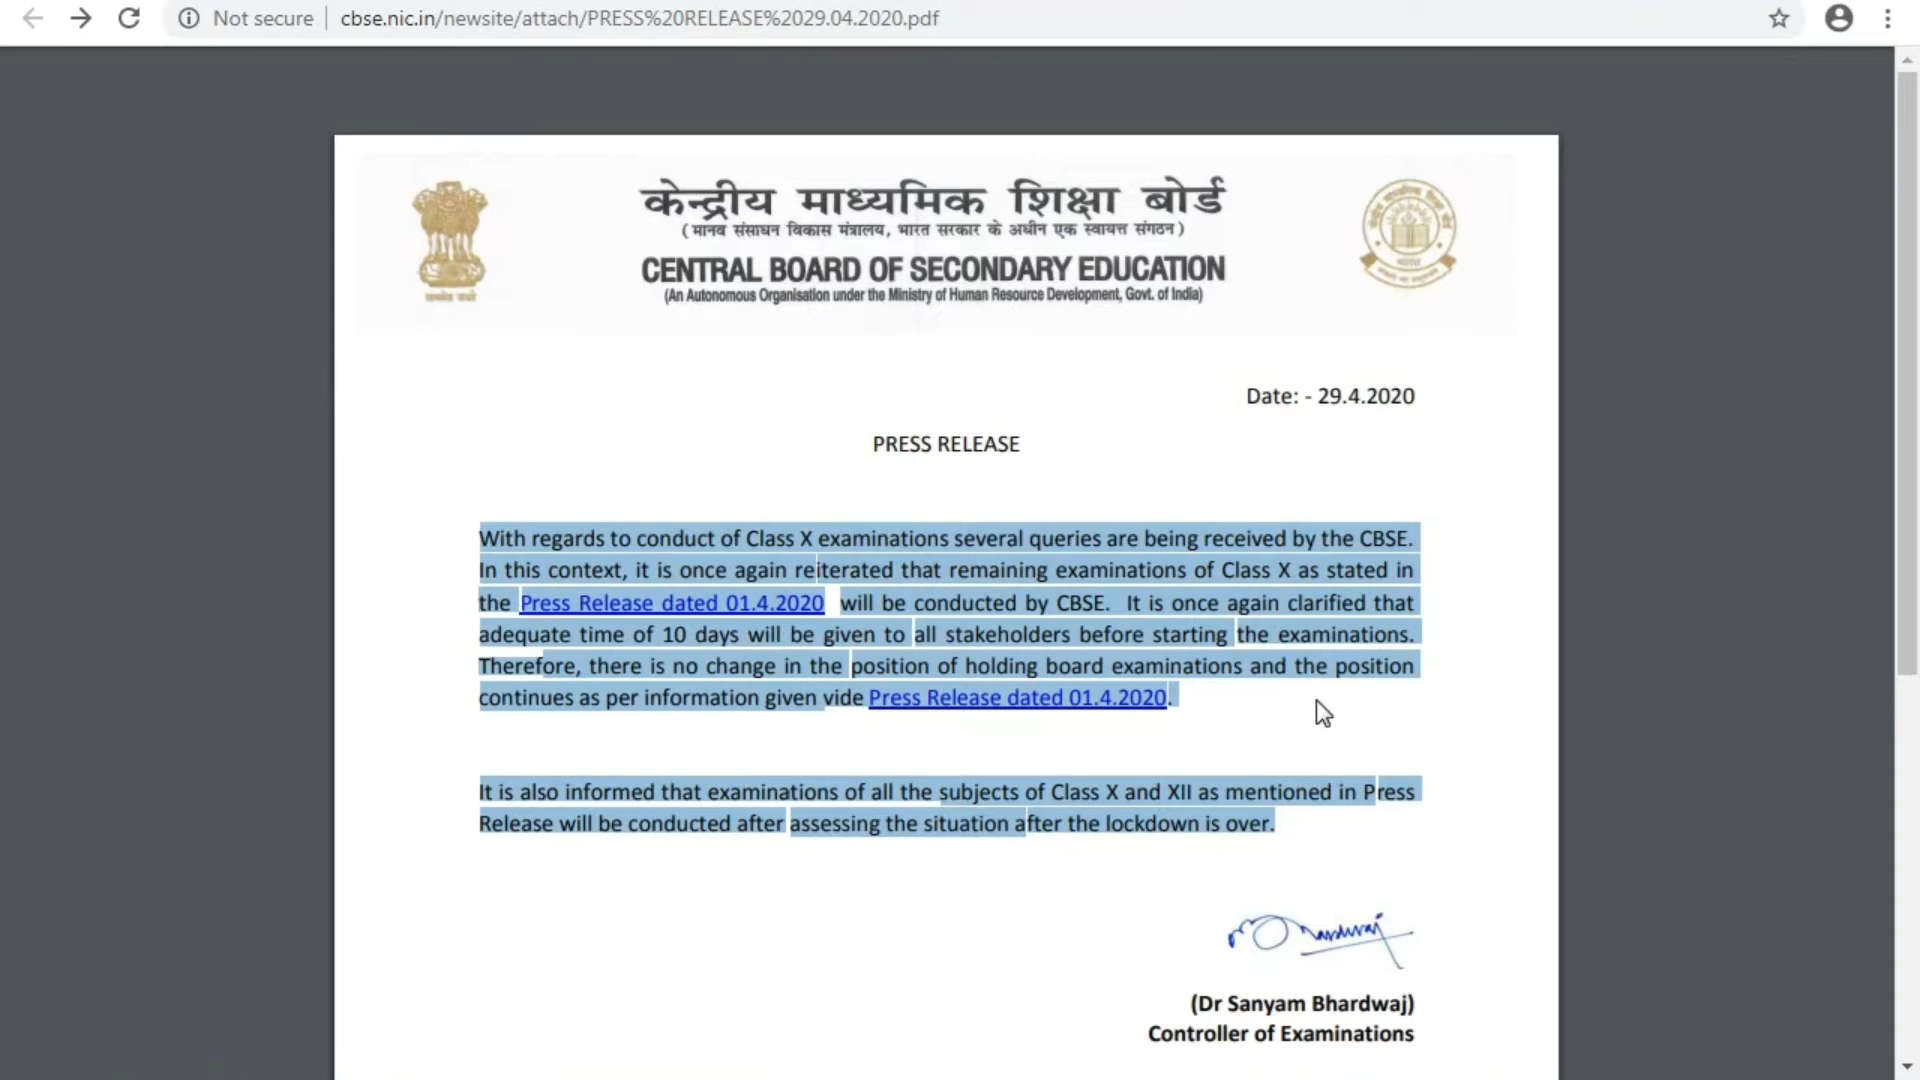 Not secure
cbse.nic.in/newsite/attach/PRESS%20RELEASE%2029.04.2020.pdf
केन्द्रीय माध्यमिक शिक्षा बोर्ड
(मानव संसाधन विकास मंत्रालय, भारत सरकार के अधीन एक स्वायत्त संगठन)
CENTRAL BOARD OF SECONDARY EDUCATION
(An Autonomous Organisation under the Ministry of Human Resource Development, Govt. of India)
Date: - 29.4.2020
PRESS RELEASE
With regards to conduct of Class X examinations several queries are being received by the CBSE.
In this context, it is once again reiterated that remaining examinations of Class X as stated in
the Press Release dated 01.4.2020 will be conducted by CBSE. It is once again clarified that
adequate time of 10 days will be given to all stakeholders before starting the examinations.
Therefore, there is no change in the position of holding board examinations and the position
continues as per information given vide Press Release dated 01.4.2020.
It is also informed that examinations of all the subjects of Class X and XII as mentioned in Press
Release will be conducted after assessing the situation after the lockdown is over.
(Dr Sanyam Bhardwaj)
Controller of Examinations